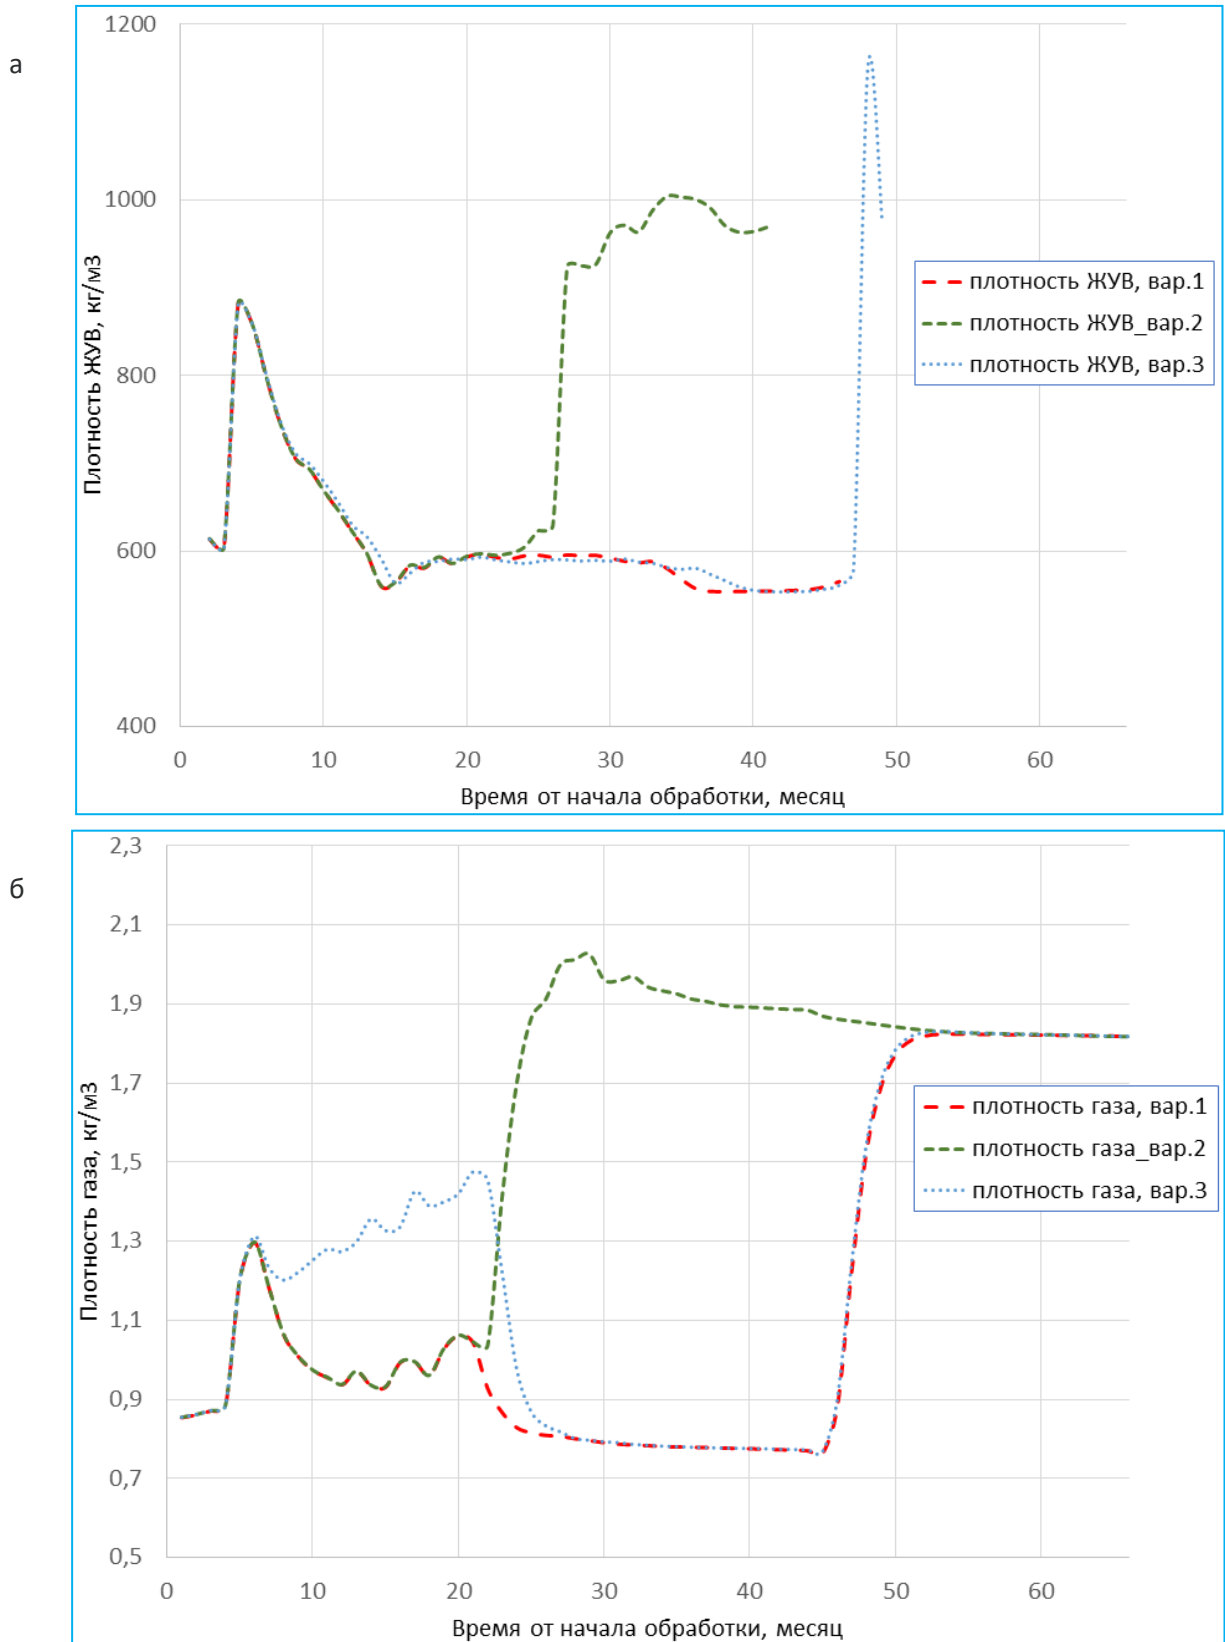 а
Плотность ЖУВ, кг/м3
1200
1000
800
600
400
0 10 20 30 40 50 60
Время от начала обработки, месяц
плотность ЖУВ, вар.1
плотность ЖУВ_вар.2
плотность ЖУВ, вар.3
б
Плотность газа, кг/м3
2,3
2,1
1,9
1,7
1,5
1,3
1,1
0,9
0,7
0,5
0 10 20 30 40 50 60
Время от начала обработки, месяц
плотность газа, вар.1
плотность газа_вар.2
плотность газа, вар.3